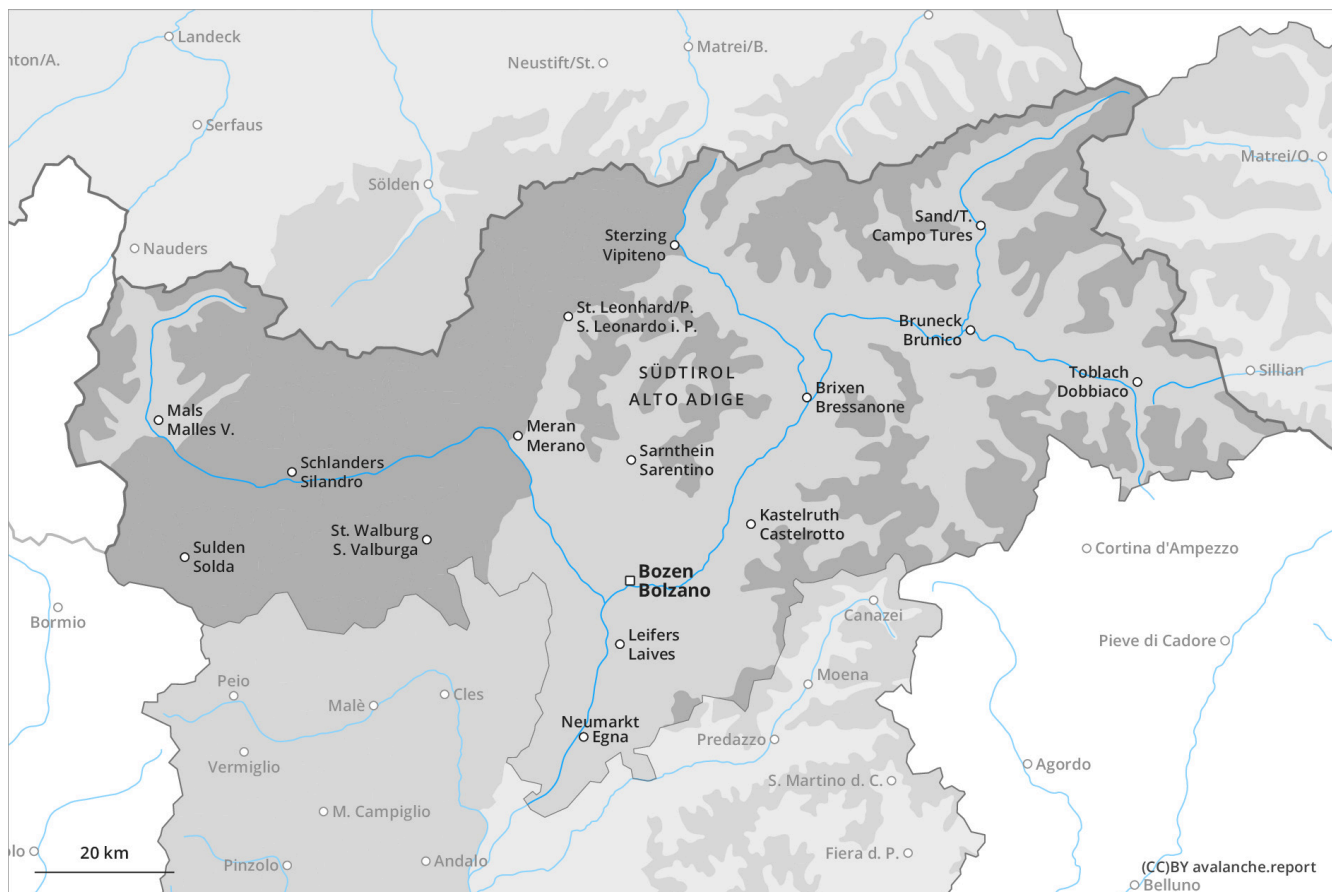 Landeck
nton/A.
Matrei/B.
Neustift/St.
Serfaus
Matrei/O.
Sölden
Sand/T.
Campo Tures
Sterzing
Vipiteno
Nauders
St. Leonhard/P.
S. Leonardo i. P.
Bruneck
Brunico
SÜDTIROL
ALTO ADIGE
Toblach
Dobbiaco
Sillian
Brixen
Bressanone
Mals
Malles V.
Meran
Merano
Schlanders
Silandro
Sarnthein
Sarentino
Kastelruth
Castelrotto
St. Walburg
S. Valburga
Sulden
Solda
Cortina d'Ampezzo
Bozen
Bolzano
Bormio
Canazei
Leifers
Laives
Pieve di Cadore
Peio
Moena
Malè
Cles
Neumarkt
Egna
Predazzo
Vermiglio
Agordo
S. Martino d. C.
M. Campiglio
20 km
olo
Pinzolo
Andalo
Fiera d. P.
(CC)BY avalanche.report
Belluno